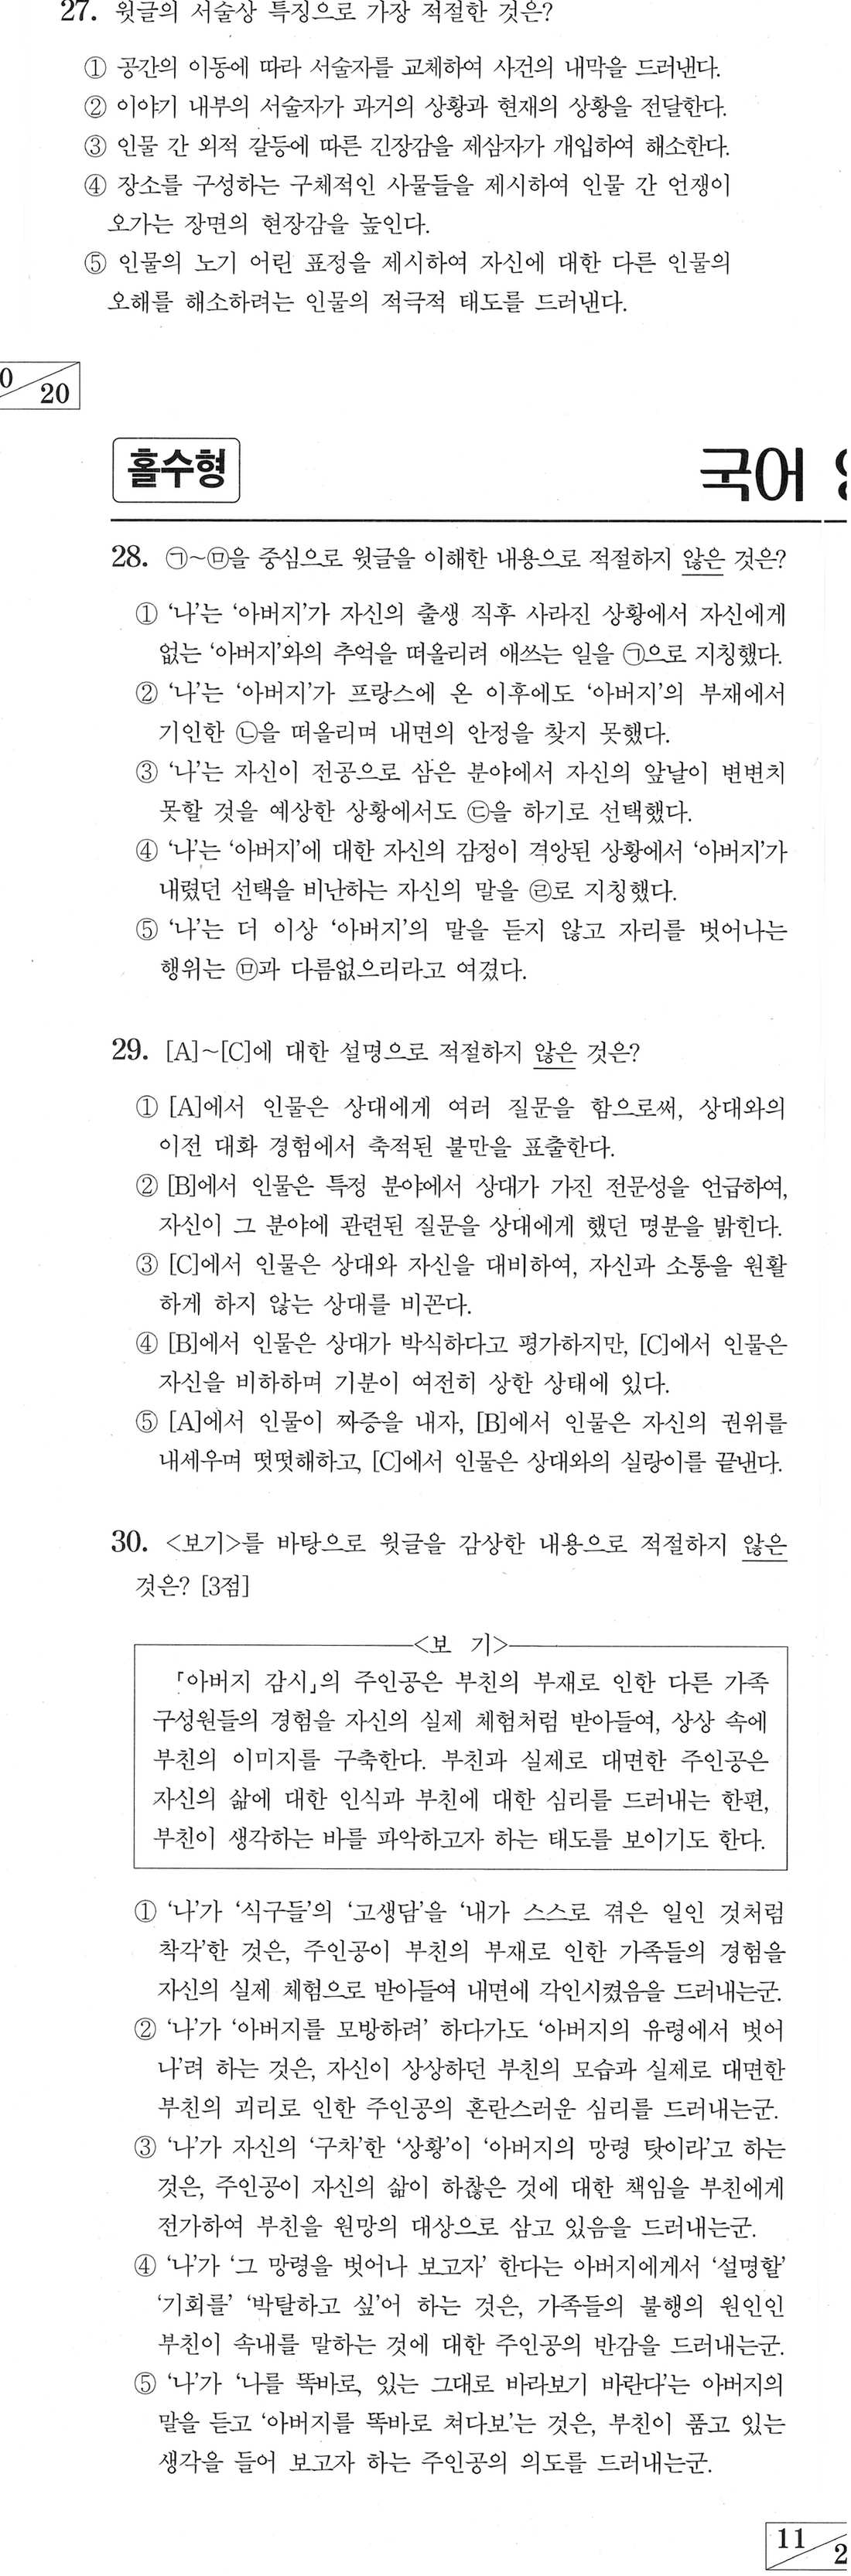 27. 윗글의 서술상 특징으로 가장 적절한 것은?
① 공간의 이동에 따라 서술자를 교체하여 사건의 내막을 드러낸다.
② 이야기 내부의 서술자가 과거의 상황과 현재의 상황을 전달한다.
③ 인물 간 외적 갈등에 따른 긴장감을 제삼자가 개입하여 해소한다.
④ 장소를 구성하는 구체적인 사물들을 제시하여 인물 간 언쟁이
오가는 장면의 현장감을 높인다.
⑤ 인물의 노기 어린 표정을 제시하여 자신에 대한 다른 인물의
오해를 해소하려는 인물의 적극적 태도를 드러낸다.
0
20
홀수형
국어
28. ㉠~㉤을 중심으로 윗글을 이해한 내용으로 적절하지 않은 것은?
① ‘나’는 ‘아버지’가 자신의 출생 직후 사라진 상황에서 자신에게
없는 ‘아버지’와의 추억을 떠올리려 애쓰는 일을 ㉠으로 지칭했다.
② ‘나’는 ‘아버지’가 프랑스에 온 이후에도 ‘아버지’의 부재에서
기인한 ㉡을 떠올리며 내면의 안정을 찾지 못했다.
③ ‘나’는 자신이 전공으로 삼은 분야에서 자신의 앞날이 변변치
못할 것을 예상한 상황에서도 ㉢을 하기로 선택했다.
④ ‘나’는 ‘아버지’에 대한 자신의 감정이 격앙된 상황에서 ‘아버지’가
내렸던 선택을 비난하는 자신의 말을 ㉣로 지칭했다.
⑤ ‘나’는 더 이상 ‘아버지’의 말을 듣지 않고 자리를 벗어나는
행위는 ㉤과 다름없으리라고 여겼다.
29. [A]~[C]에 대한 설명으로 적절하지 않은 것은?
① [A]에서 인물은 상대에게 여러 질문을 함으로써, 상대와의
이전 대화 경험에서 축적된 불만을 표출한다.
② [B]에서 인물은 특정 분야에서 상대가 가진 전문성을 언급하여,
자신이 그 분야에 관련된 질문을 상대에게 했던 명분을 밝힌다.
③ [C]에서 인물은 상대와 자신을 대비하여, 자신과 소통을 원활
하게 하지 않는 상대를 비꼰다.
④ [B]에서 인물은 상대가 박식하다고 평가하지만, [C]에서 인물은
자신을 비하하며 기분이 여전히 상한 상태에 있다.
⑤ [A]에서 인물이 짜증을 내자, [B]에서 인물은 자신의 권위를
내세우며 떳떳해하고, [C]에서 인물은 상대와의 실랑이를 끝낸다.
30. <보기>를 바탕으로 윗글을 감상한 내용으로 적절하지 않은
것은? [3점]
<보 기>
「아버지 감시」의 주인공은 부친의 부재로 인한 다른 가족
구성원들의 경험을 자신의 실제 체험처럼 받아들여, 상상 속에
부친의 이미지를 구축한다. 부친과 실제로 대면한 주인공은
자신의 삶에 대한 인식과 부친에 대한 심리를 드러내는 한편,
부친이 생각하는 바를 파악하고자 하는 태도를 보이기도 한다.
① ‘나’가 ‘식구들’의 ‘고생담’을 ‘내가 스스로 겪은 일인 것처럼
착각’한 것은, 주인공이 부친의 부재로 인한 가족들의 경험을
자신의 실제 체험으로 받아들여 내면에 각인시켰음을 드러내는군.
② ‘나’가 ‘아버지를 모방하려’ 하다가도 ‘아버지의 유령에서 벗어
나’려 하는 것은, 자신이 상상하던 부친의 모습과 실제로 대면한
부친의 괴리로 인한 주인공의 혼란스러운 심리를 드러내는군.
③ ‘나’가 자신의 ‘구차’한 ‘상황’이 ‘아버지의 망령 탓이라’고 하는
것은, 주인공이 자신의 삶이 하찮은 것에 대한 책임을 부친에게
전가하여 부친을 원망의 대상으로 삼고 있음을 드러내는군.
④ ‘나’가 ‘그 망령을 벗어나 보고자’ 한다는 아버지에게서 ‘설명할’
‘기회를’ ‘박탈하고 싶’어 하는 것은, 가족들의 불행의 원인인
부친이 속내를 말하는 것에 대한 주인공의 반감을 드러내는군.
⑤ ‘나’가 ‘나를 똑바로, 있는 그대로 바라보기 바란다’는 아버지의
말을 듣고 ‘아버지를 똑바로 쳐다보’는 것은, 부친이 품고 있는
생각을 들어 보고자 하는 주인공의 의도를 드러내는군.
11
2